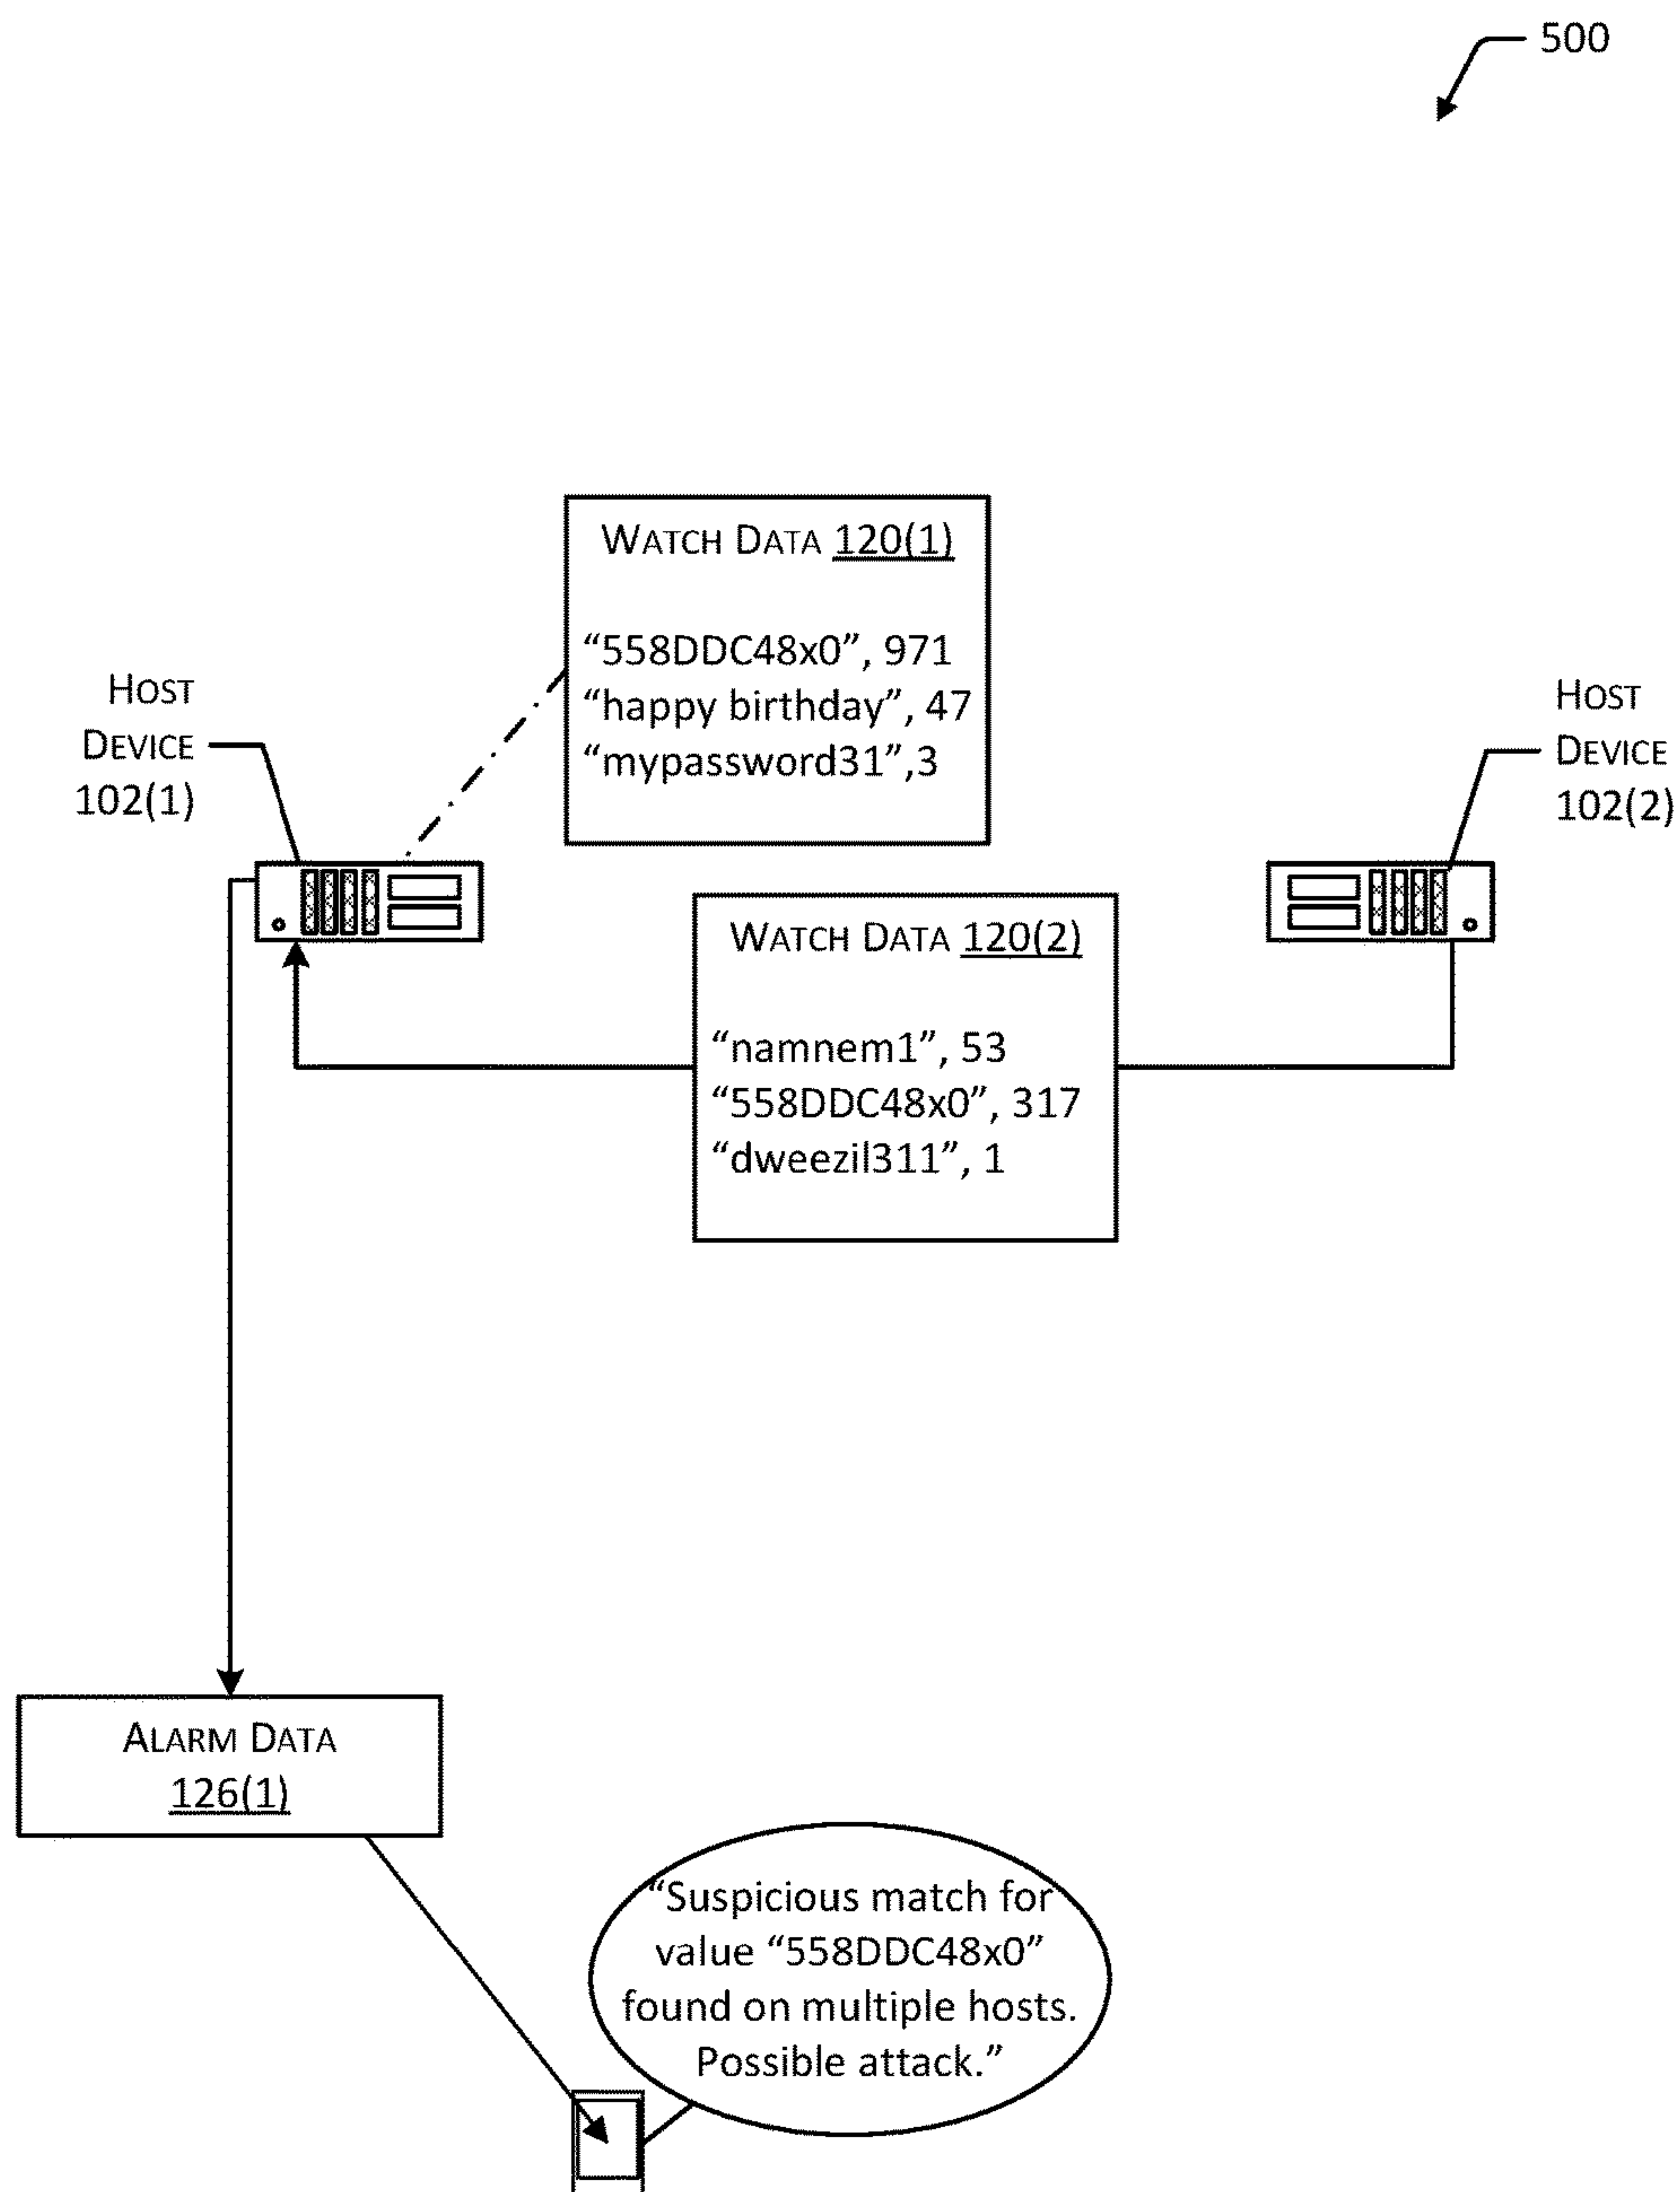 500
WATCH DATA 120(1)
“558DDC48x0”, 971
“happy birthday”, 47
“mypassword31”,3
HOST
DEVICE
102(1)
HOST
DEVICE
102(2)
WATCH DATA 120(2)
“namnem1”, 53
“558DDC48x0”, 317
“dweezil311”, 1
ALARM DATA
126(1)
“Suspicious match for
value “558DDC48x0”
found on multiple hosts.
Possible attack.”